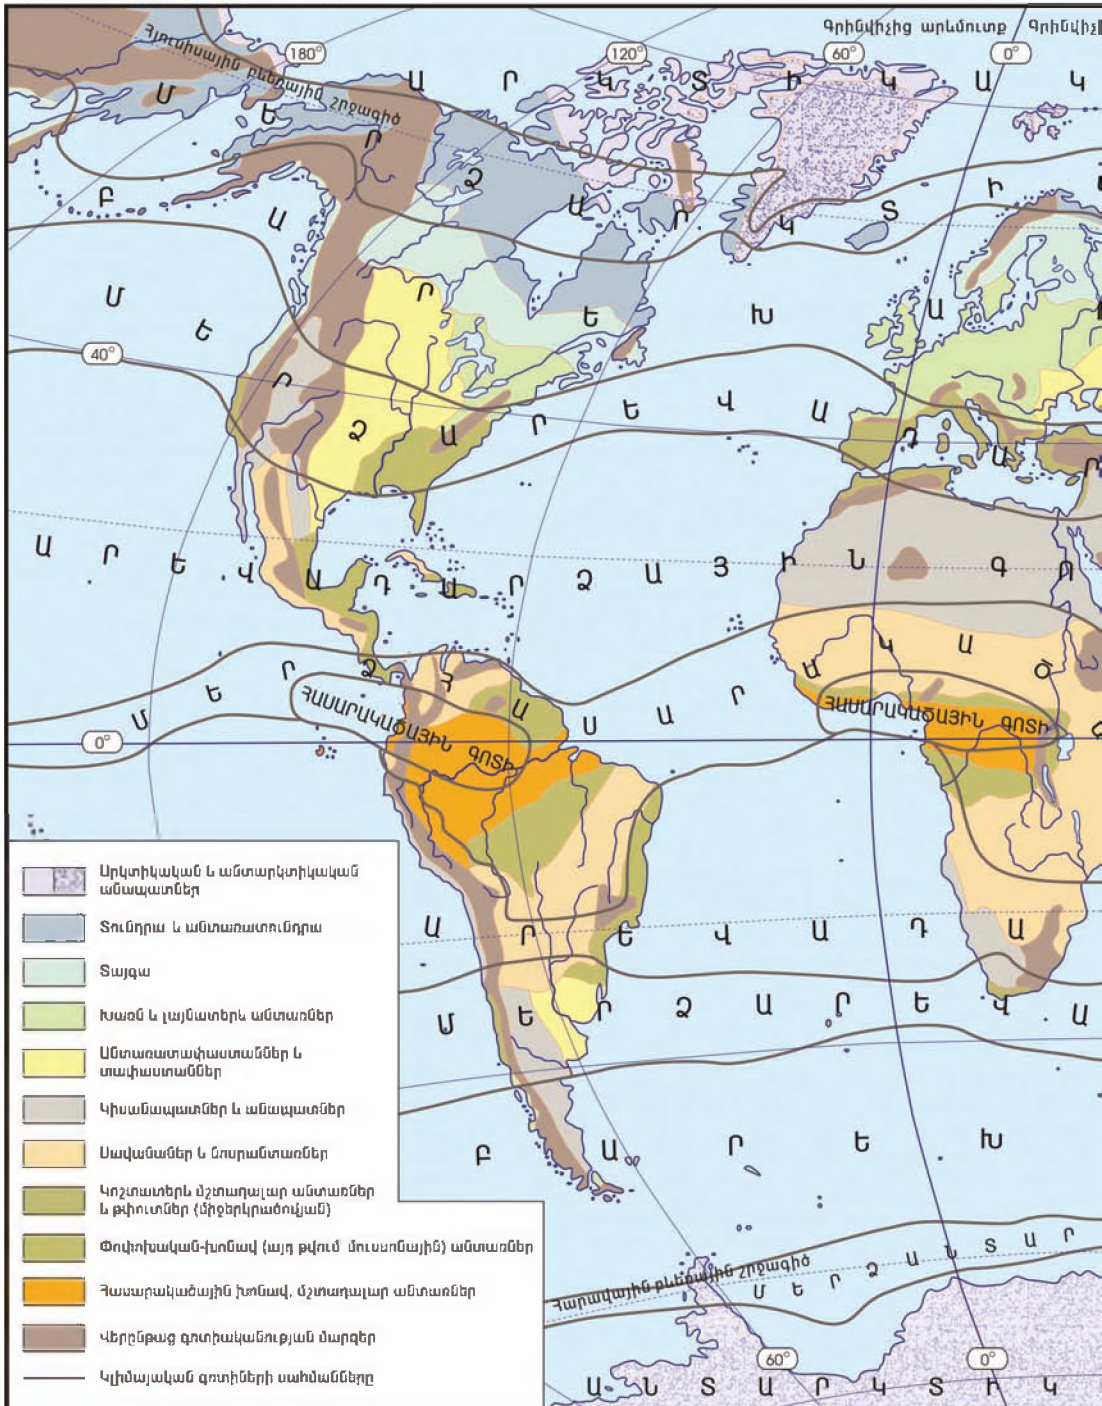 Գրինվիչից արևմուտք Գրինվիչ
180°
120°
60°
0°
Հյուսիսային բևեռային շրջագիծ
Ա Ր Կ Տ Ի Կ Ա Կ
Մ Ե Ր Ձ Ա Ր Կ Տ Ի
Բ Ա Ր Ե Խ Ա
40°
Մ Ե Ր Ձ Ա Ր Ե Վ Ա Դ Ա Ր
Ա Ր Ե Վ Ա Դ Ա Ր Ձ Ա Յ Ի Ն Գ Ո
Մ Ե Ր Ձ Հ Ա Ս Ա Ր Ա Կ Ա Ծ
ՀԱՍԱՐԱԿԱԾԱՅԻՆ ԳՈՏԻ
ՀԱՍԱՐԱԿԱԾԱՅԻՆ ԳՈՏԻ
0°
Ա Ր Ե Վ Ա Դ Ա
Մ Ե Ր Ձ Ա Ր Ե Վ Ա
Բ Ա Ր Ե Խ
Հարավային բևեռային շրջագիծ
Մ Ե Ր Ձ Ա Ն Տ Ա Ր
60°
0°
Ա Ն Տ Ա Ր Կ Տ Ի Կ
Արկտիկական և անտարկտիկական
անապատներ
Տունդրա և անտառատունդրա
Տայգա
Խառն և լայնատերև անտառներ
Անտառատափաստաններ և
տափաստաններ
Կիսանապատներ և անապատներ
Սավաննաներ և նոսրանտառներ
Կոշտատերև մշտադալար անտառներ
և թփուտներ (միջերկրածովյան)
Փոփոխական-խոնավ (այդ թվում մուսսոնային) անտառներ
Հասարակածային խոնավ, մշտադալար անտառներ
Վերընթաց գոտիականության մարզեր
Կլիմայական գոտիների սահմանները